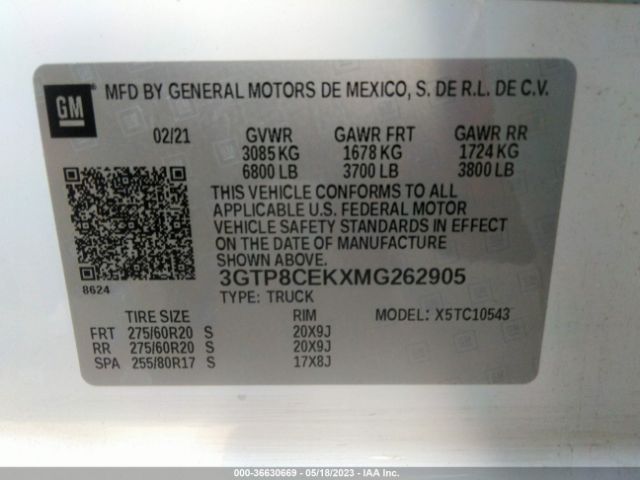 GM MFD BY GENERAL MOTORS DE MEXICO, S. DE R.L. DE C.V.
02/21 GVWR GAWR FRT GAWR RR
3085 KG 1678 KG 1724 KG
6800 LB 3700 LB 3800 LB
THIS VEHICLE CONFORMS TO ALL
APPLICABLE U.S. FEDERAL MOTOR
VEHICLE SAFETY STANDARDS IN EFFECT
ON THE DATE OF MANUFACTURE
SHOWN ABOVE.
8624
3GTP8CEKXMG262905
TYPE: TRUCK
TIRE SIZE RIM MODEL: X5TC10543
FRT 275/60R20 S 20X9J
RR 275/60R20 S 20X9J
SPA 255/80R17 S 17X8J
000-36630669 - 05/18/2023 - IAAI.com